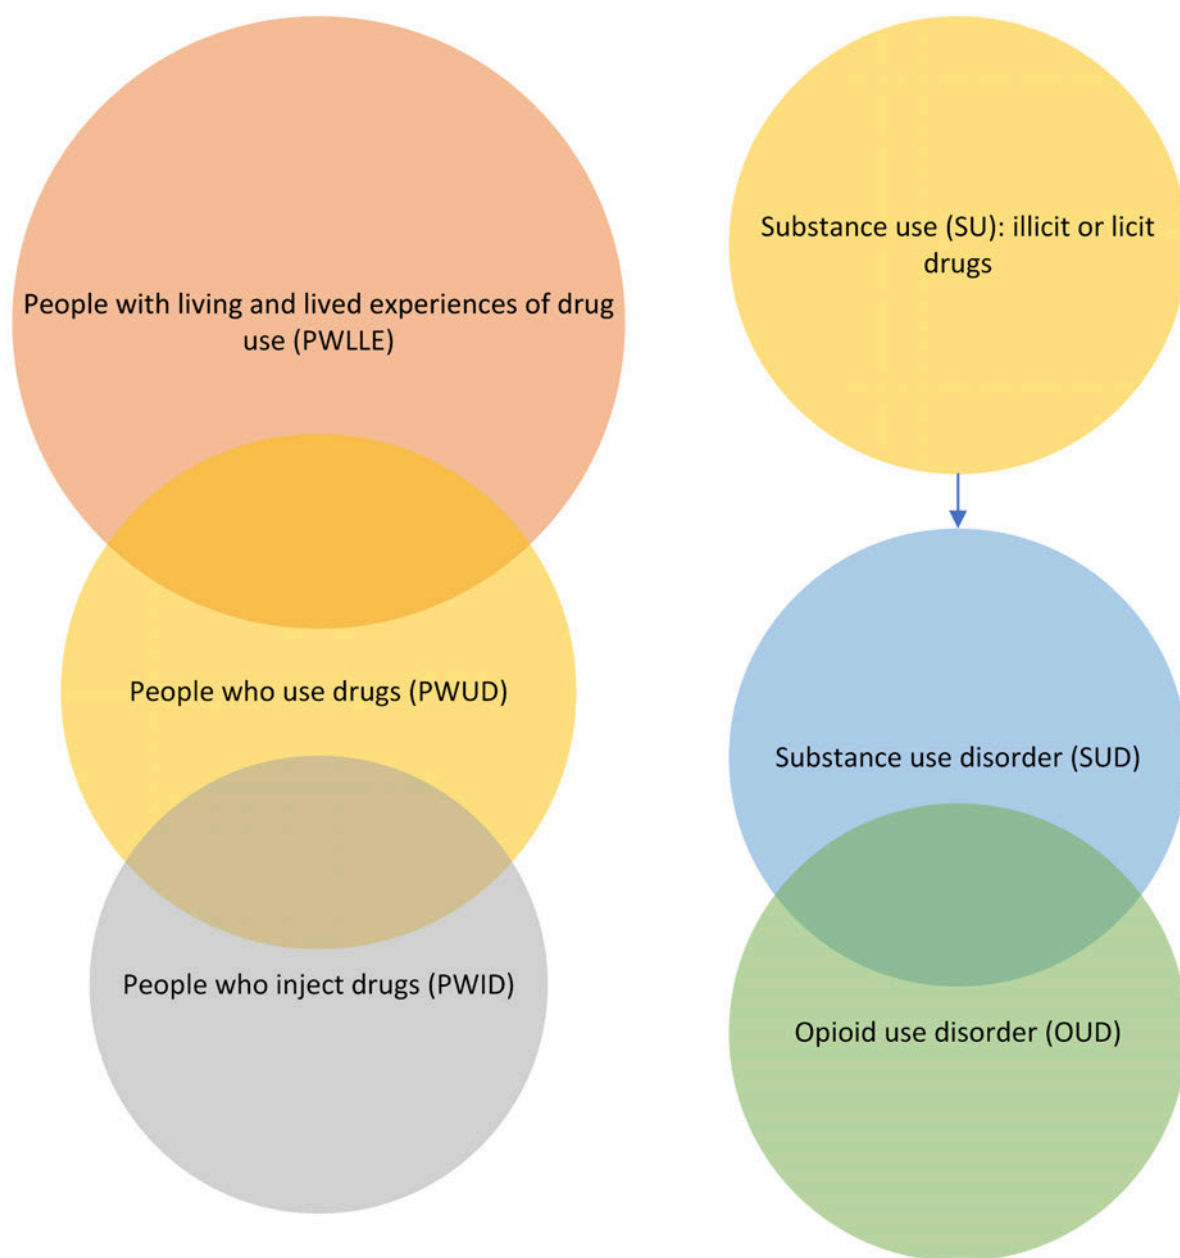 People with living and lived experiences of drug
use (PWLLE)
People who use drugs (PWUD)
People who inject drugs (PWID)
Substance use (SU): illicit or licit
drugs
Substance use disorder (SUD)
Opioid use disorder (OUD)